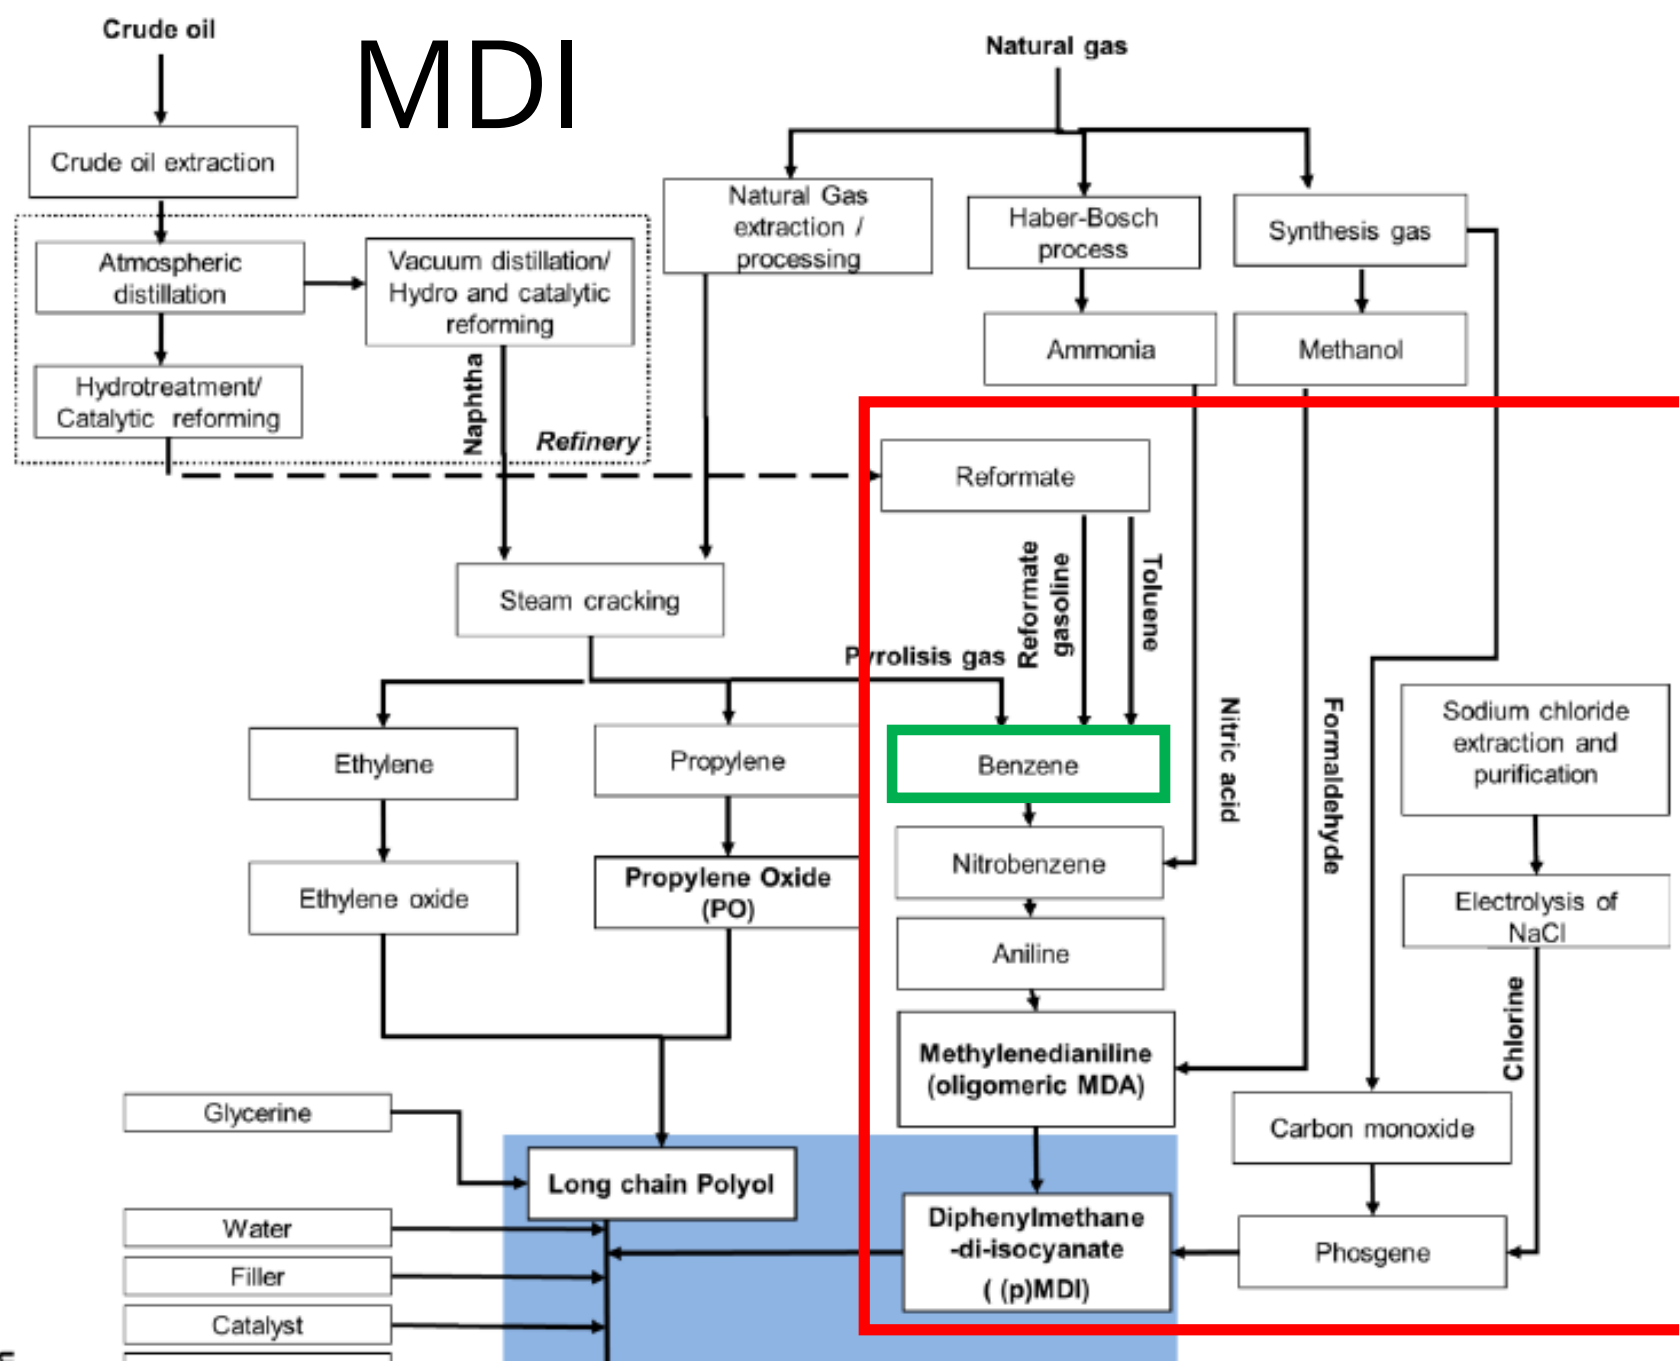 Crude oil
MDI
Natural gas
Crude oil extraction
Natural Gas
extraction /
processing
Haber-Bosch
process
Synthesis gas
Atmospheric
distillation
Vacuum distillation/
Hydro and catalytic
reforming
Ammonia
Methanol
Hydrotreatment/
Catalytic reforming
Naphtha
Refinery
Reformate
Steam cracking
Reformate
gasoline
Toluene
Pyrolisis gas
Nitric acid
Formaldehyde
Sodium chloride
extraction and
purification
Ethylene
Propylene
Benzene
Nitrobenzene
Ethylene oxide
Propylene Oxide
(PO)
Electrolysis of
NaCl
Aniline
Chlorine
Methylenedianiline
(oligomeric MDA)
Glycerine
Carbon monoxide
Long chain Polyol
Water
Diphenylmethane
-di-isocyanate
( (p)MDI)
Phosgene
Filler
Catalyst